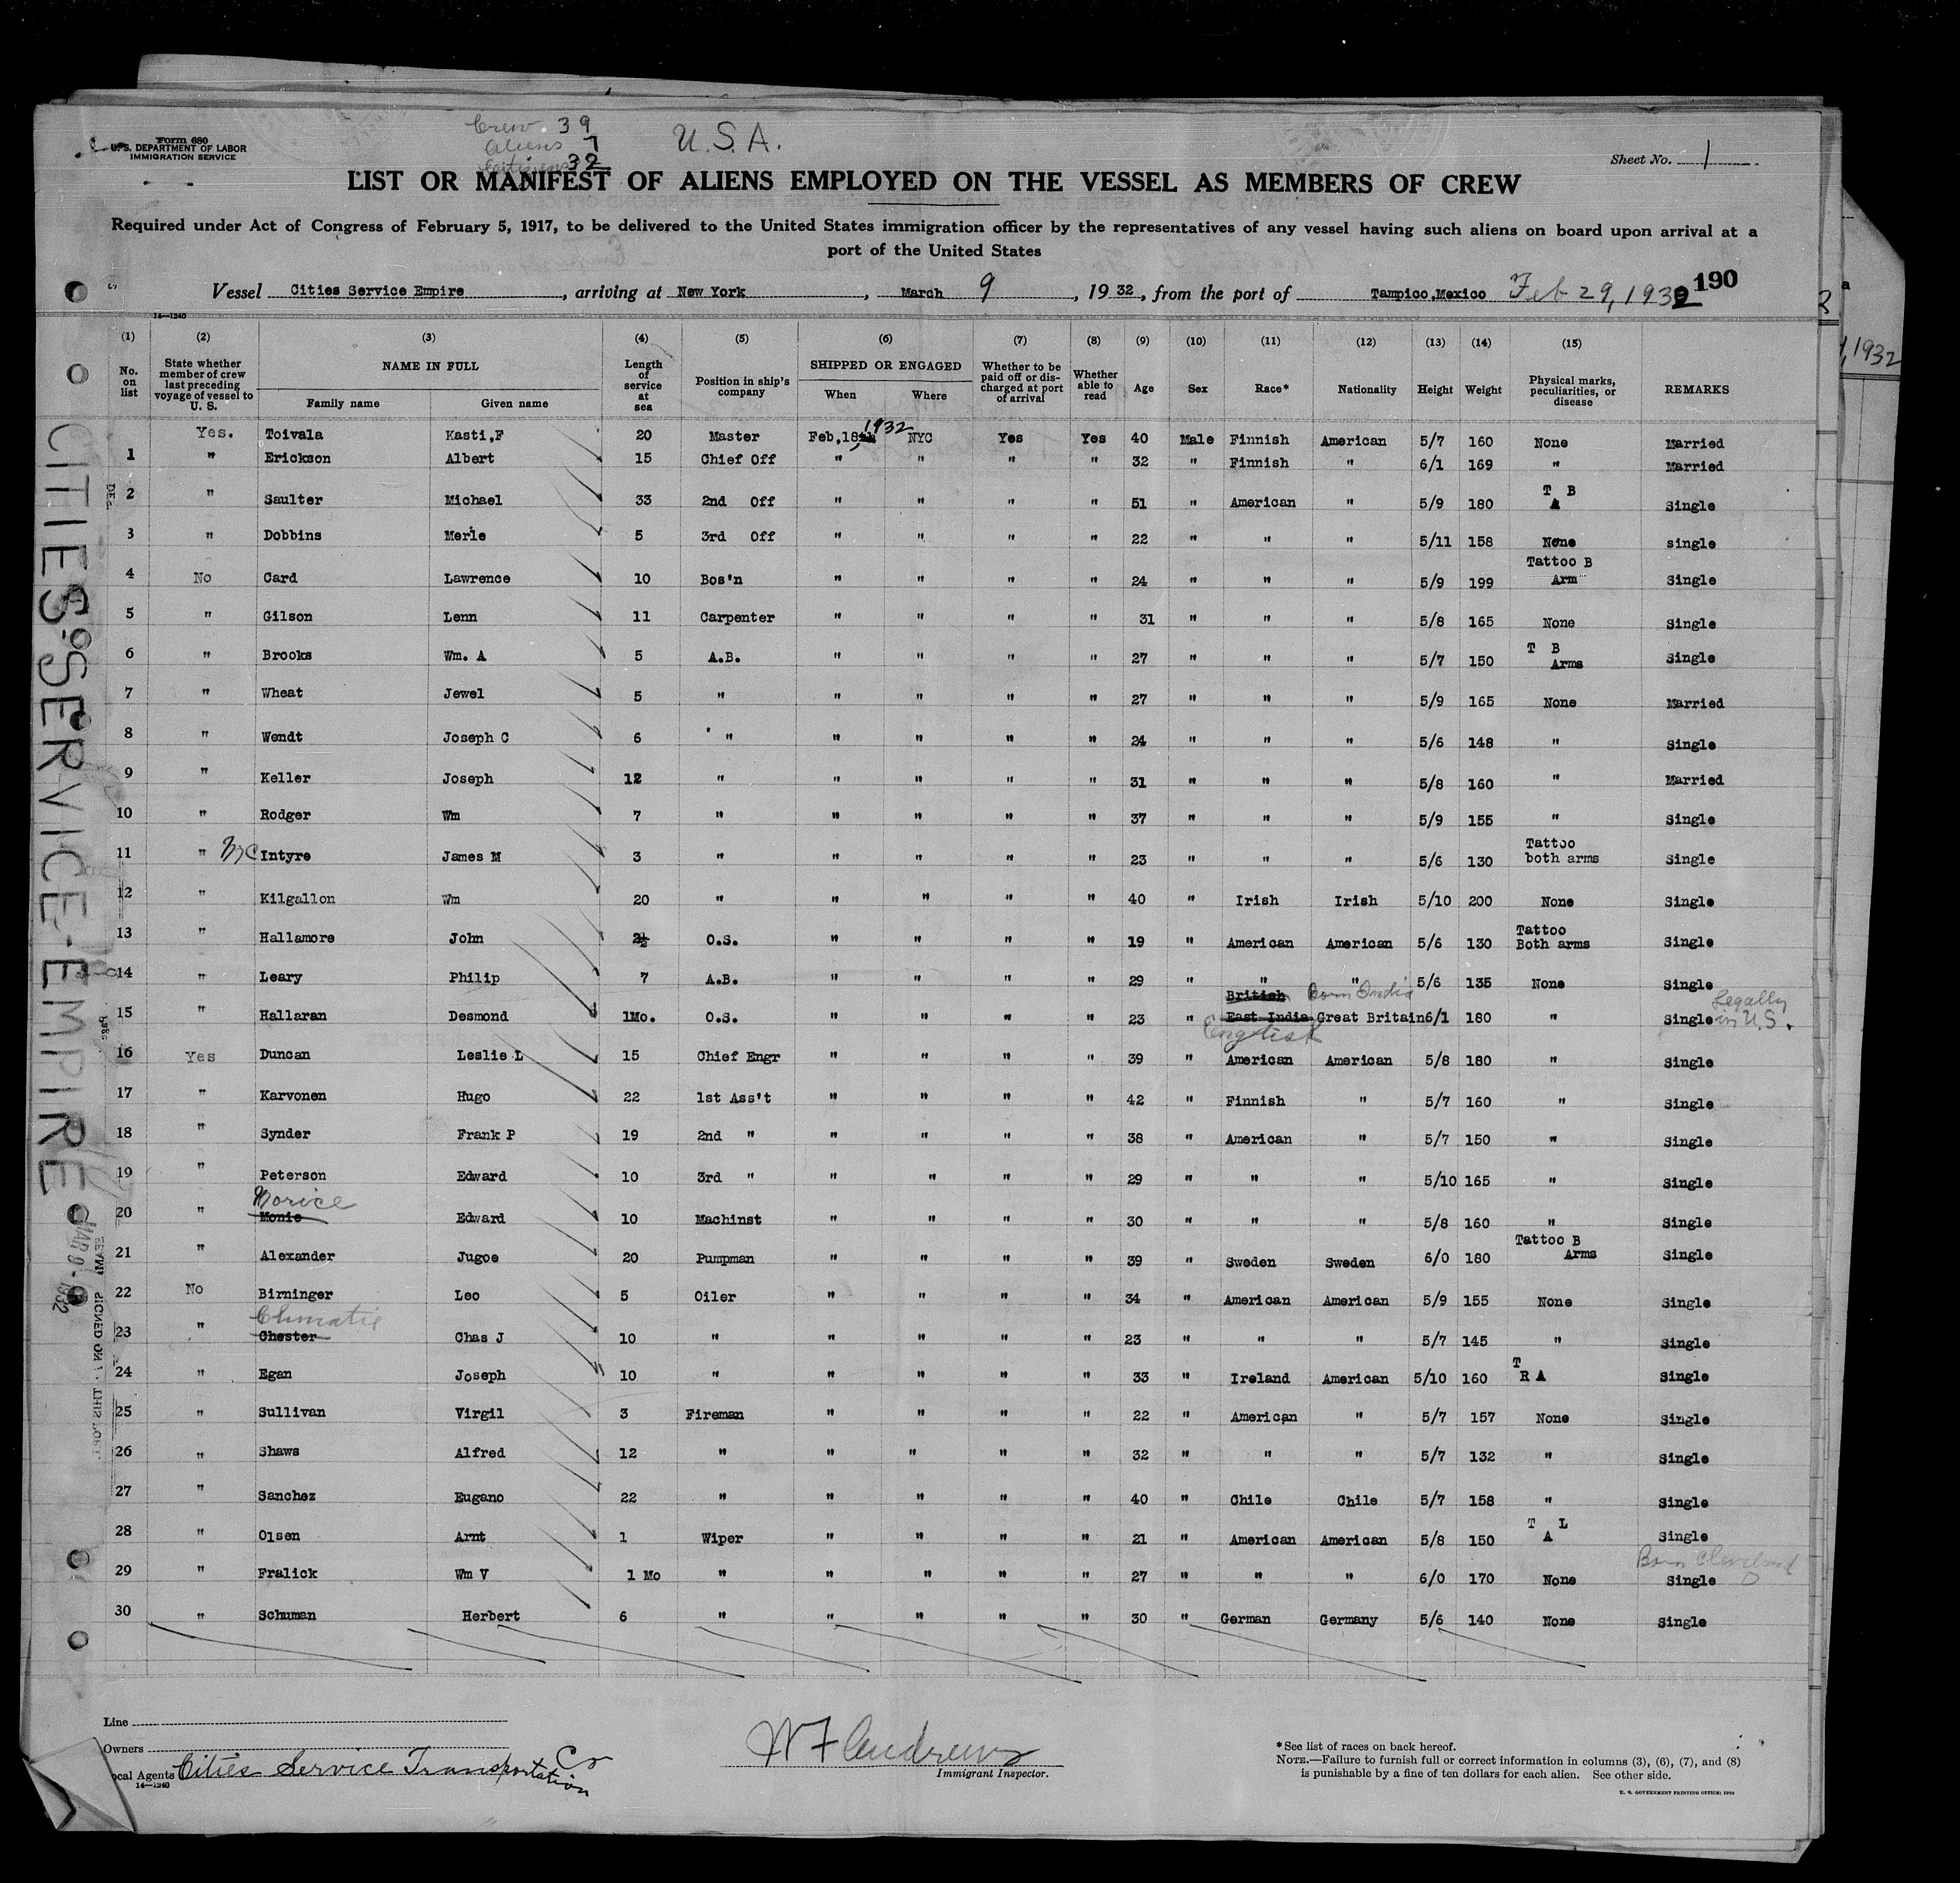 Form 680
U. S. DEPARTMENT OF LABOR
IMMIGRATION SERVICE
Crew 39
Aliens 7
Citizens 32
U.S.A.
Sheet No. 1
LIST OR MANIFEST OF ALIENS EMPLOYED ON THE VESSEL AS MEMBERS OF CREW
Required under Act of Congress of February 5, 1917, to be delivered to the United States immigration officer by the representatives of any vessel having such aliens on board upon arrival at a
port of the United States
Vessel Cities Service Empire, arriving at New York, March 9, 1932, from the port of Tampico,Mexico Feb 29, 1932 190
14-1240
(1) (2) (3) (4) (5) (6) (7) (8) (9) (10) (11) (12) (13) (14) (15)
No. on list
State whether member of crew last preceding voyage of vessel to U. S.
NAME IN FULL
Family name Given name
Length of service at sea
Position in ship's company
SHIPPED OR ENGAGED
When Where
Whether to be paid off or discharged at port of arrival
Whether able to read
Age Sex Race* Nationality Height Weight
Physical marks, peculiarities, or disease
REMARKS
Yes. Toivala Kasti,F 20 Master Feb,18th 1932 NYC Yes Yes 40 Male Finnish American 5/7 160 None Married
1 " Erickson Albert 15 Chief Off " " " " 32 " Finnish " 6/1 169 " Married
2 " Saulter Michael 33 2nd Off " " " " 51 " American " 5/9 180 T B A Single
3 " Dobbins Merle 5 3rd Off " " " " 22 " " " 5/11 158 None single
4 No Card Lawrence 10 Bos'n " " " " 24 " " " 5/9 199 Tattoo B Arm Single
5 " Gilson Lenn 11 Carpenter " " " " 31 " " " 5/8 165 None Single
6 " Brooks Wm. A 5 A.B. " " " " 27 " " " 5/7 150 T B Arms Single
7 " Wheat Jewel 5 " " " " " 27 " " " 5/9 165 None Married
8 " Wendt Joseph C 6 " " " " " 24 " " " 5/6 148 " Single
9 " Keller Joseph 12 " " " " " 31 " " " 5/8 160 " Married
10 " Rodger Wm 7 " " " " " 37 " " " 5/9 155 " Single
11 " Mc Intyre James M 3 " " " " " 23 " " " 5/6 130 Tattoo both arms Single
12 " Kilgallon Wm 20 " " " " " 40 " Irish Irish 5/10 200 None Single
13 " Hallamore John 2½ O.S. " " " " 19 " American American 5/6 130 Tattoo Both arms Single
14 " Leary Philip 7 A.B. " " " " 29 " " " 5/6 135 None Single
15 " Hallaran Desmond 1Mo. O.S. " " " " 23 " British East India English Born India Great Britain 6/1 180 " Single Legally in U.S.
16 Yes Duncan Leslie L 15 Chief Engr " " " " 39 " American American 5/8 180 " Single
17 " Karvonen Hugo 22 1st Ass't " " " " 42 " Finnish " 5/7 160 " Single
18 " Synder Frank P 19 2nd " " " " " 38 " American " 5/7 150 " Single
19 " Peterson Edward 10 3rd " " " " " 29 " " " 5/10 165 " Single
20 " Monie Morice Edward 10 Machinst " " " " 30 " " " 5/8 160 " Single
21 " Alexander Jugoe 20 Pumpman " " " " 39 " Sweden Sweden 6/0 180 Tattoo B Arms Single
22 No Birninger Leo 5 Oiler " " " " 34 " American American 5/9 155 None Single
23 " Chester Chas J 10 " " " " " 23 " " " 5/7 145 " Single
24 " Egan Joseph 10 " " " " " 33 " Ireland American 5/10 160 T R A Single
25 " Sullivan Virgil 3 Fireman " " " " 22 " American " 5/7 157 None Single
26 " Shaws Alfred 12 " " " " " 32 " " " 5/7 132 " Single
27 " Sanchez Eugano 22 " " " " " 40 " Chile Chile 5/7 158 " Single
28 " Olsen Arnt 1 Wiper " " " " 21 " American American 5/8 150 T L A Single
29 " Fralick Wm V 1 Mo " " " " " 27 " " " 6/0 170 None Single Born Cleveland O
30 " Schuman Herbert 6 " " " " " 30 " German Germany 5/6 140 None Single
Line
Owners
Local Agents Cities Service Transportation Co
14-1240
W F Andrews
Immigrant Inspector.
*See list of races on back hereof.
NOTE.—Failure to furnish full or correct information in columns (3), (6), (7), and (8)
is punishable by a fine of ten dollars for each alien. See other side.
U. S. GOVERNMENT PRINTING OFFICE: 1929
CITIES SERVICE EMPIRE
MAR 9 - 1932
SIGNED ON
, 1932